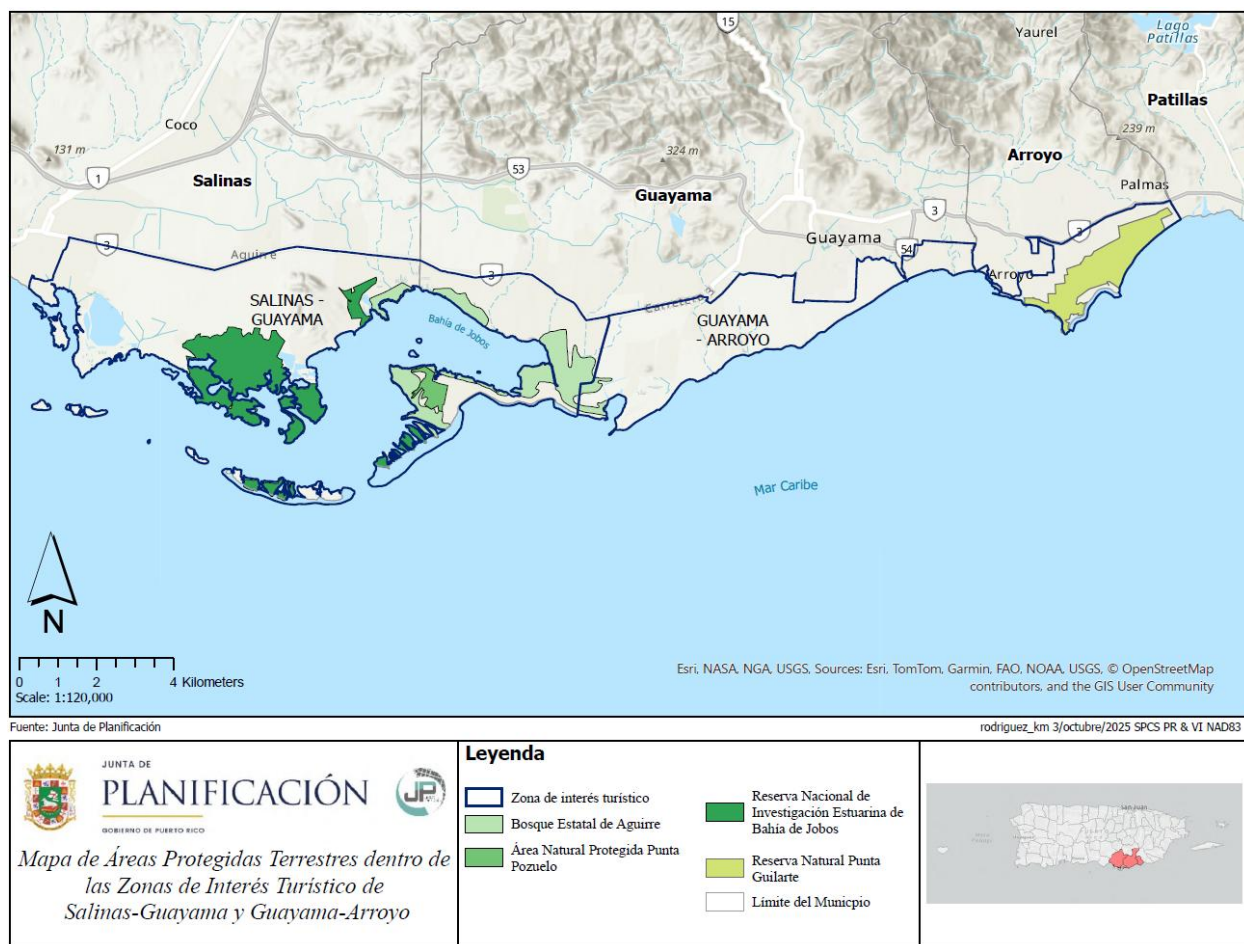 15
Yaurel
Lago
Patillas
Patillas
Coco
131 m
1
Salinas
53
324 m
Guayama
239 m
Arroyo
Palmas
3
Aguirre
3
Guayama
54
3
3
Arroyo
Carretera 3
SALINAS -
GUAYAMA
Bahía de Jobos
GUAYAMA
- ARROYO
Mar Caribe
N
0 1 2 4 Kilometers
Scale: 1:120,000
Esri, NASA, NGA, USGS, Sources: Esri, TomTom, Garmin, FAO, NOAA, USGS, © OpenStreetMap
contributors, and the GIS User Community
Fuente: Junta de Planificación
rodriguez_km 3/octubre/2025 SPCS PR & VI NAD83
JUNTA DE
PLANIFICACIÓN
GOBIERNO DE PUERTO RICO
JP
Mapa de Áreas Protegidas Terrestres dentro de
las Zonas de Interés Turístico de
Salinas-Guayama y Guayama-Arroyo
Leyenda
Zona de interés turístico
Bosque Estatal de Aguirre
Área Natural Protegida Punta
Pozuelo
Reserva Nacional de
Investigación Estuarina de
Bahía de Jobos
Reserva Natural Punta
Guilarte
Límite del Municpio
San Juan